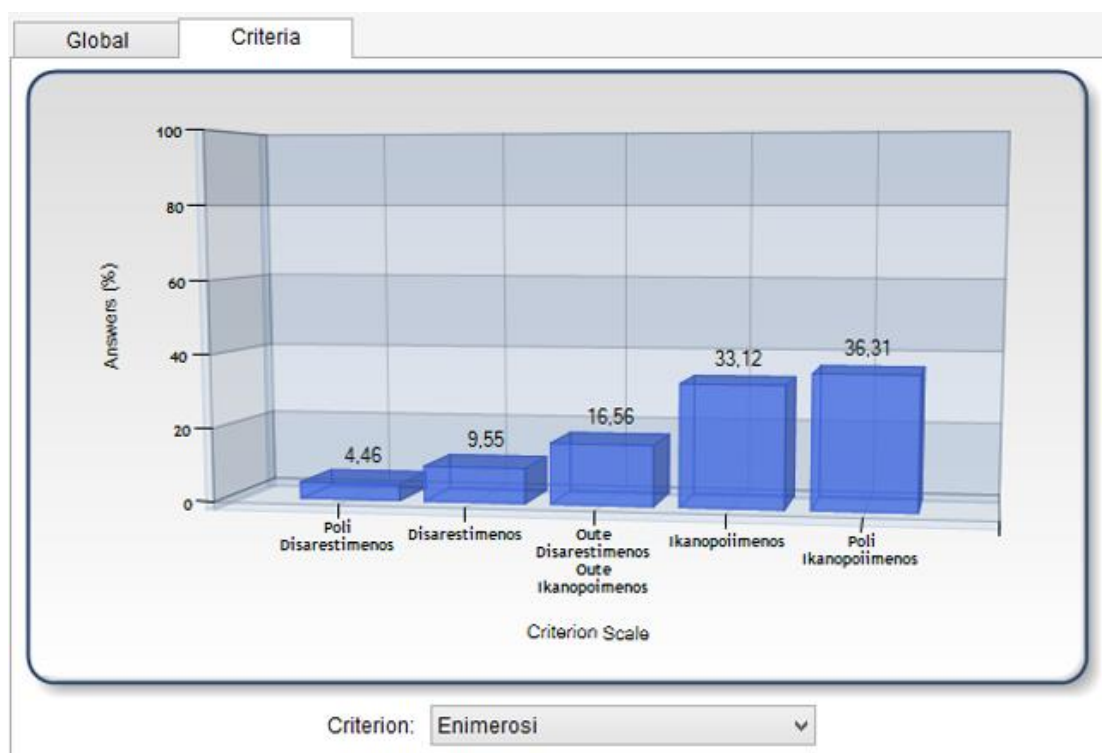 Global
Criteria
100
80
60
40
20
0
Answers (%)
4,46
9,55
16,56
33,12
36,31
Poli
Disarestimenos
Disarestimenos
Oute
Disarestimenos
Oute
Ikanopoimenos
Ikanopoiimenos
Poli
Ikanopoiimenos
Criterion Scale
Criterion:
Enimerosi